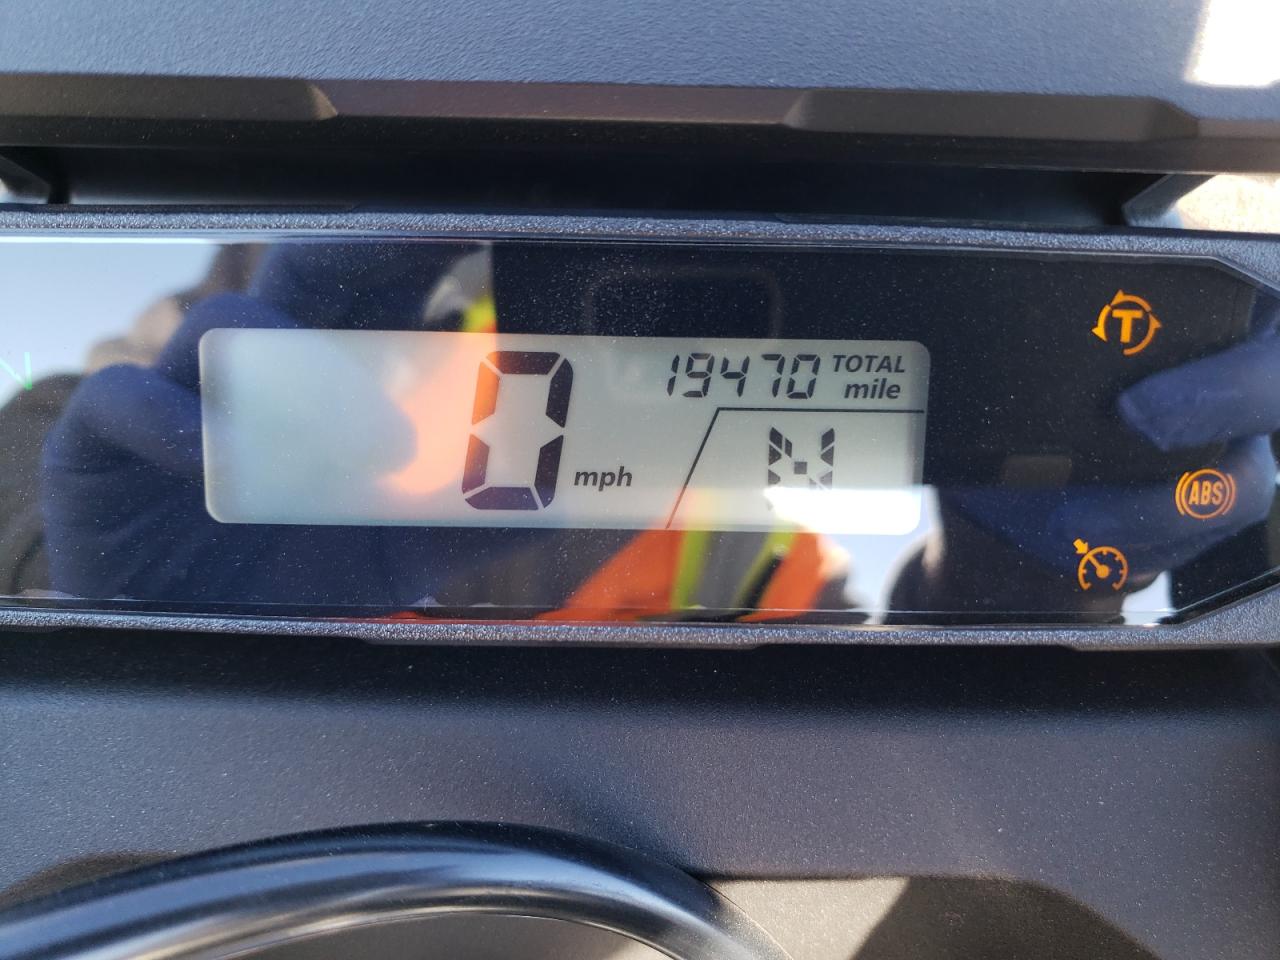 19470 TOTAL
mile
0 mph
N
T
ABS